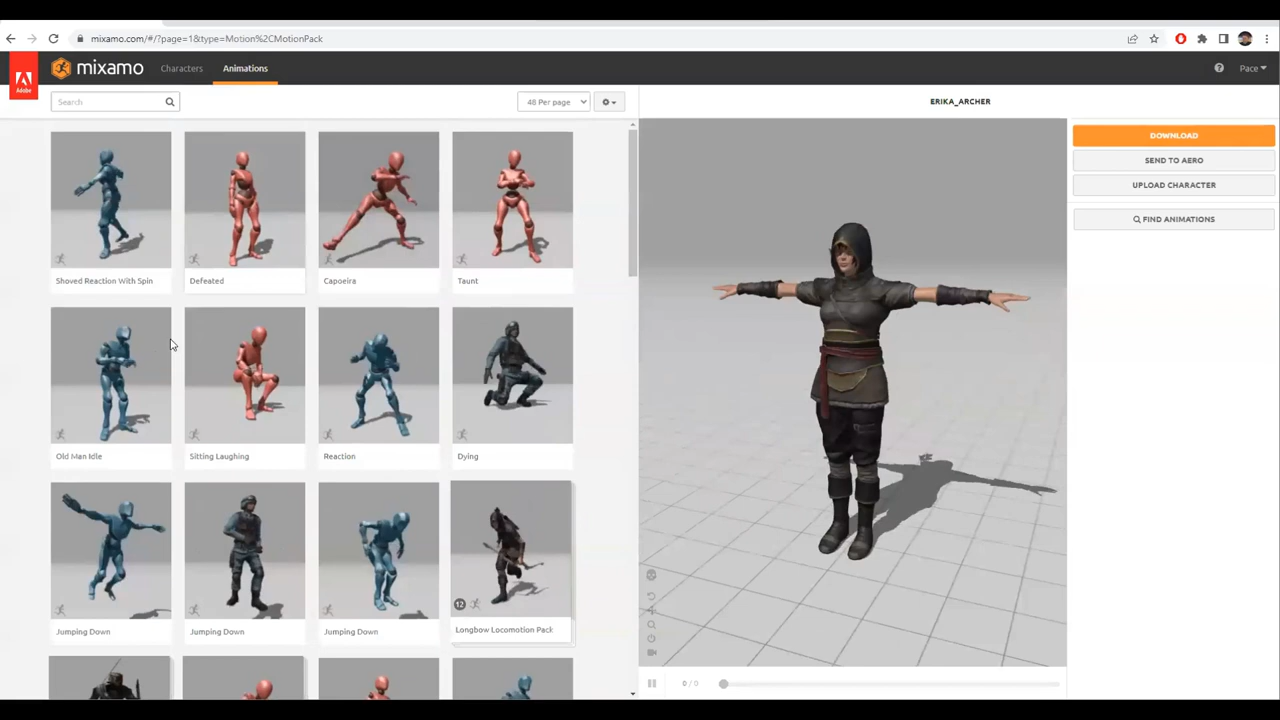 mixamo.com/#/?page=1&type=Motion%2CMotionPack
Adobe
mixamo
Characters
Animations
Pace
Search
48 Per page
ERIKA_ARCHER
DOWNLOAD
SEND TO AERO
UPLOAD CHARACTER
FIND ANIMATIONS
Shoved Reaction With Spin
Defeated
Capoeira
Taunt
Old Man Idle
Sitting Laughing
Reaction
Dying
12
Jumping Down
Jumping Down
Jumping Down
Longbow Locomotion Pack
0 / 0